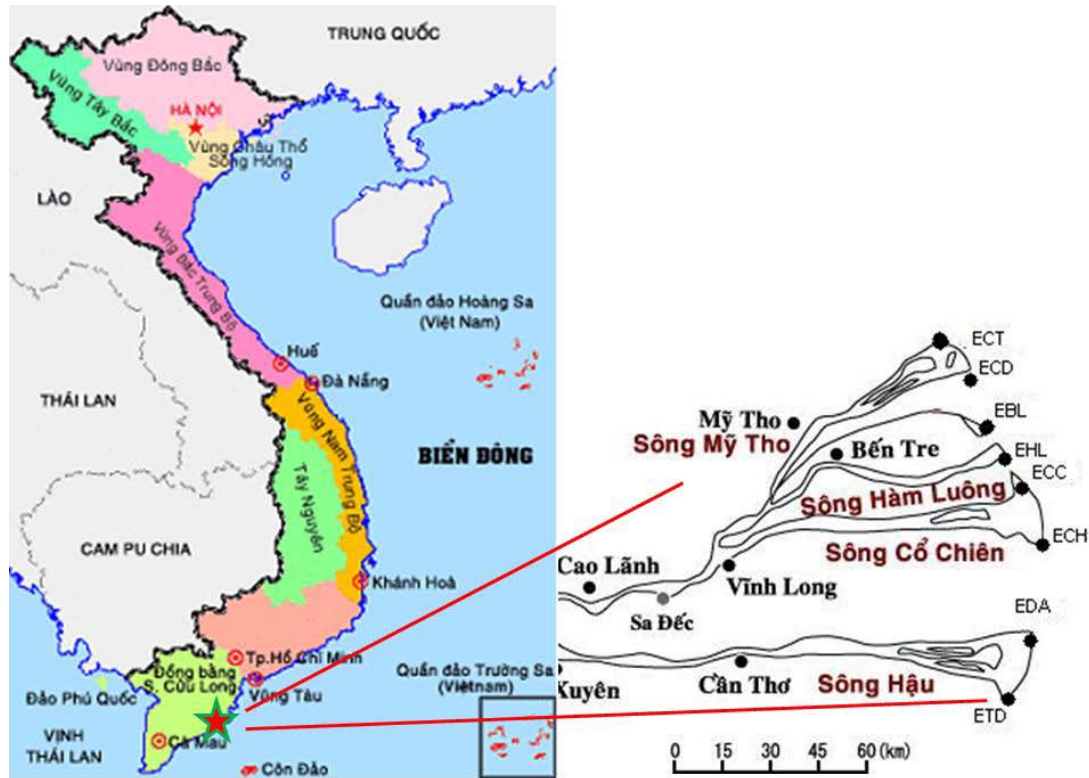 TRUNG QUỐC
Vùng Đông Bắc
Vùng Tây Bắc
HÀ NỘI
Vùng Châu Thổ
Sông Hồng
LÀO
Vùng Bắc Trung Bộ
Quần đảo Hoàng Sa
(Việt Nam)
Huế
Đà Nẵng
THÁI LAN
Vùng Nam Trung Bộ
BIỂN ĐÔNG
Tây Nguyên
CAM PU CHIA
Khánh Hoà
Tp.Hồ Chí Minh
Đồng bằng
S. Cửu Long
Vũng Tàu
Đảo Phú Quốc
Quần đảo Trường Sa
(Việtnam)
VỊNH
THÁI LAN
Cà Mau
Côn Đảo
ECT
ECD
EBL
Mỹ Tho
Sông Mỹ Tho
Bến Tre
EHL
ECC
Sông Hàm Luông
ECH
Sông Cổ Chiên
Cao Lãnh
Vĩnh Long
Sa Đéc
EDA
Xuyên
Cần Thơ
Sông Hậu
ETD
0 15 30 45 60 (km)